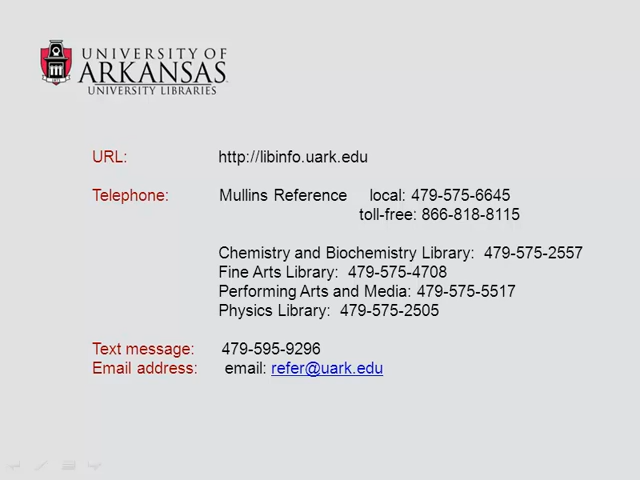 UNIVERSITY OF
ARKANSAS
UNIVERSITY LIBRARIES
URL: http://libinfo.uark.edu
Telephone: Mullins Reference local: 479-575-6645
toll-free: 866-818-8115
Chemistry and Biochemistry Library: 479-575-2557
Fine Arts Library: 479-575-4708
Performing Arts and Media: 479-575-5517
Physics Library: 479-575-2505
Text message: 479-595-9296
Email address: email: refer@uark.edu